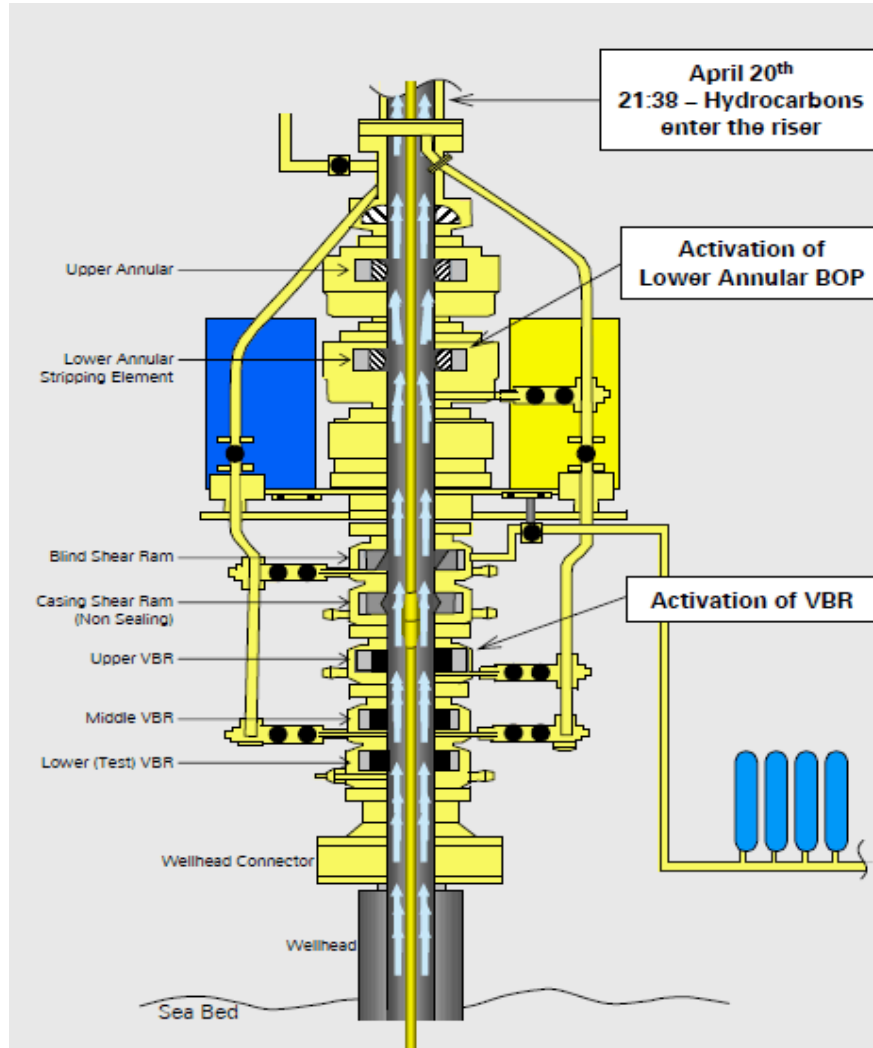 April 20th
21:38 – Hydrocarbons
enter the riser
Activation of
Lower Annular BOP
Upper Annular
Lower Annular
Stripping Element
Blind Shear Ram
Casing Shear Ram
(Non Sealing)
Activation of VBR
Upper VBR
Middle VBR
Lower (Test) VBR
Wellhead Connector
Wellhead
Sea Bed